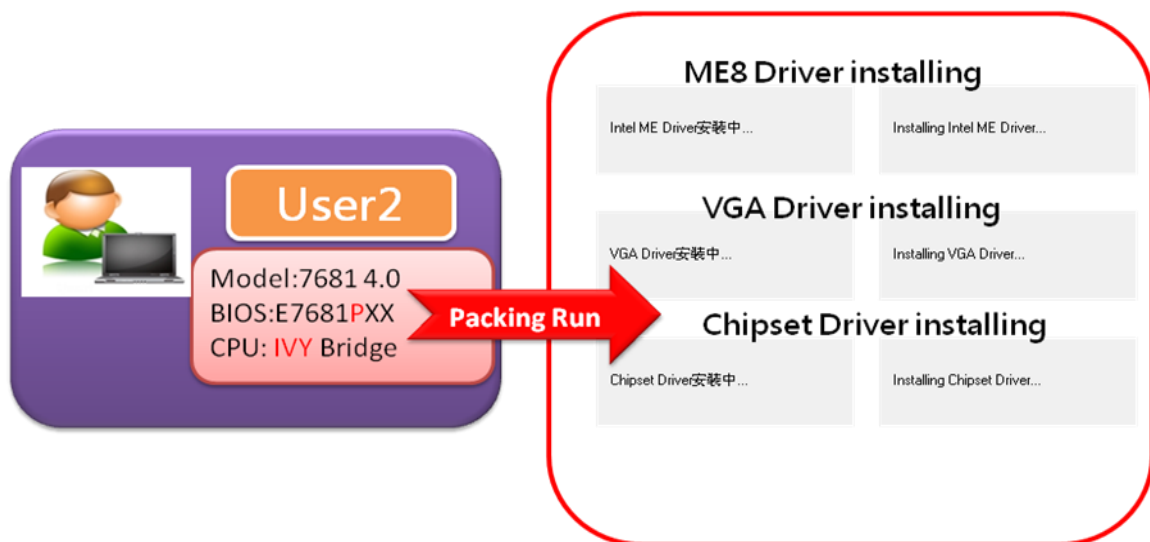 User2
Model:7681 4.0
BIOS:E7681PXX
CPU: IVY Bridge
Packing Run
ME8 Driver installing
Intel ME Driver安裝中...
Installing Intel ME Driver...
VGA Driver installing
VGA Driver安裝中...
Installing VGA Driver...
Chipset Driver installing
Chipset Driver安裝中...
Installing Chipset Driver...